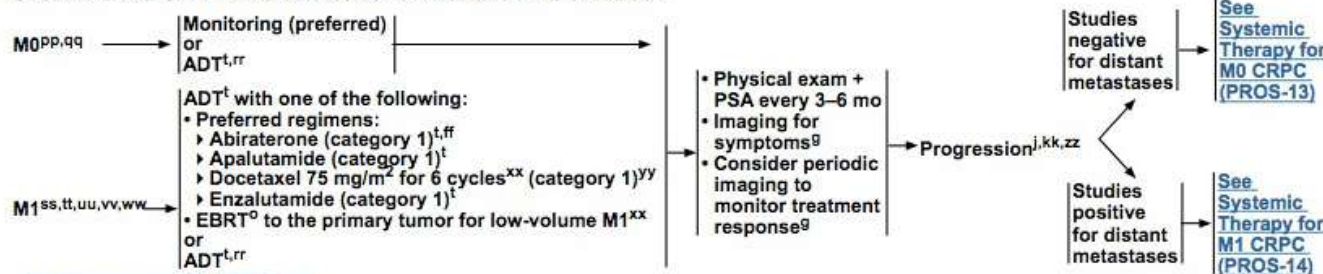 M0pp,qq
Monitoring (preferred)
or
ADTt,rr
M1ss,tt,uu,vv,ww
ADTt with one of the following:
• Preferred regimens:
▸ Abiraterone (category 1)t,ff
▸ Apalutamide (category 1)t
▸ Docetaxel 75 mg/m2 for 6 cyclesxx (category 1)yy
▸ Enzalutamide (category 1)t
• EBRTo to the primary tumor for low-volume M1xx
or
ADTt,rr
• Physical exam +
PSA every 3–6 mo
• Imaging for
symptomsg
• Consider periodic
imaging to
monitor treatment
responseg
Progressionj,kk,zz
Studies
negative
for distant
metastases
See
Systemic
Therapy for
M0 CRPC
(PROS-13)
Studies
positive
for distant
metastases
See
Systemic
Therapy for
M1 CRPC
(PROS-14)